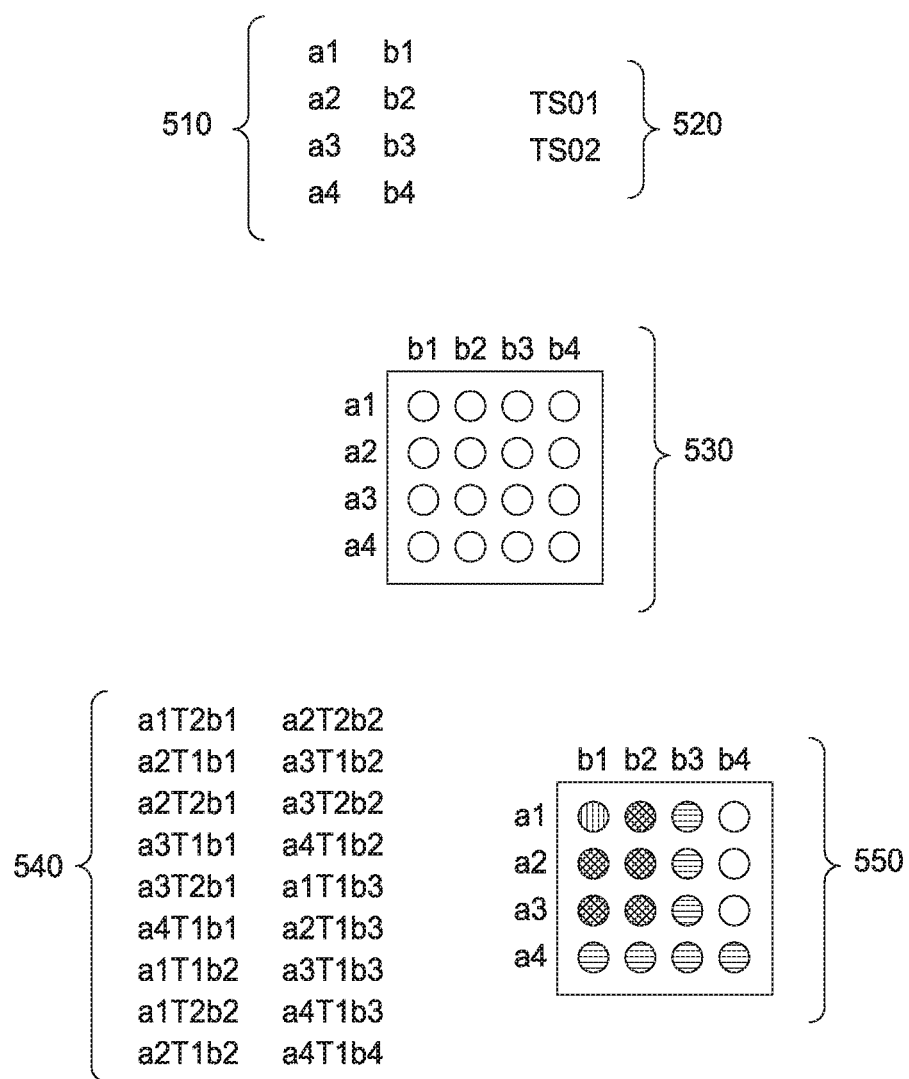 a1 b1
a2 b2 TS01
510 520
a3 b3 TS02
a4 b4
b1 b2 b3 b4
a1
a2
530
a3
a4
a1T2b1 a2T2b2
a2T1b1 a3T1b2
a2T2b1 a3T2b2
a3T1b1 a4T1b2
540
a3T2b1 a1T1b3
a4T1b1 a2T1b3
a1T1b2 a3T1b3
a1T2b2 a4T1b3
a2T1b2 a4T1b4
b1 b2 b3 b4
a1
a2
550
a3
a4